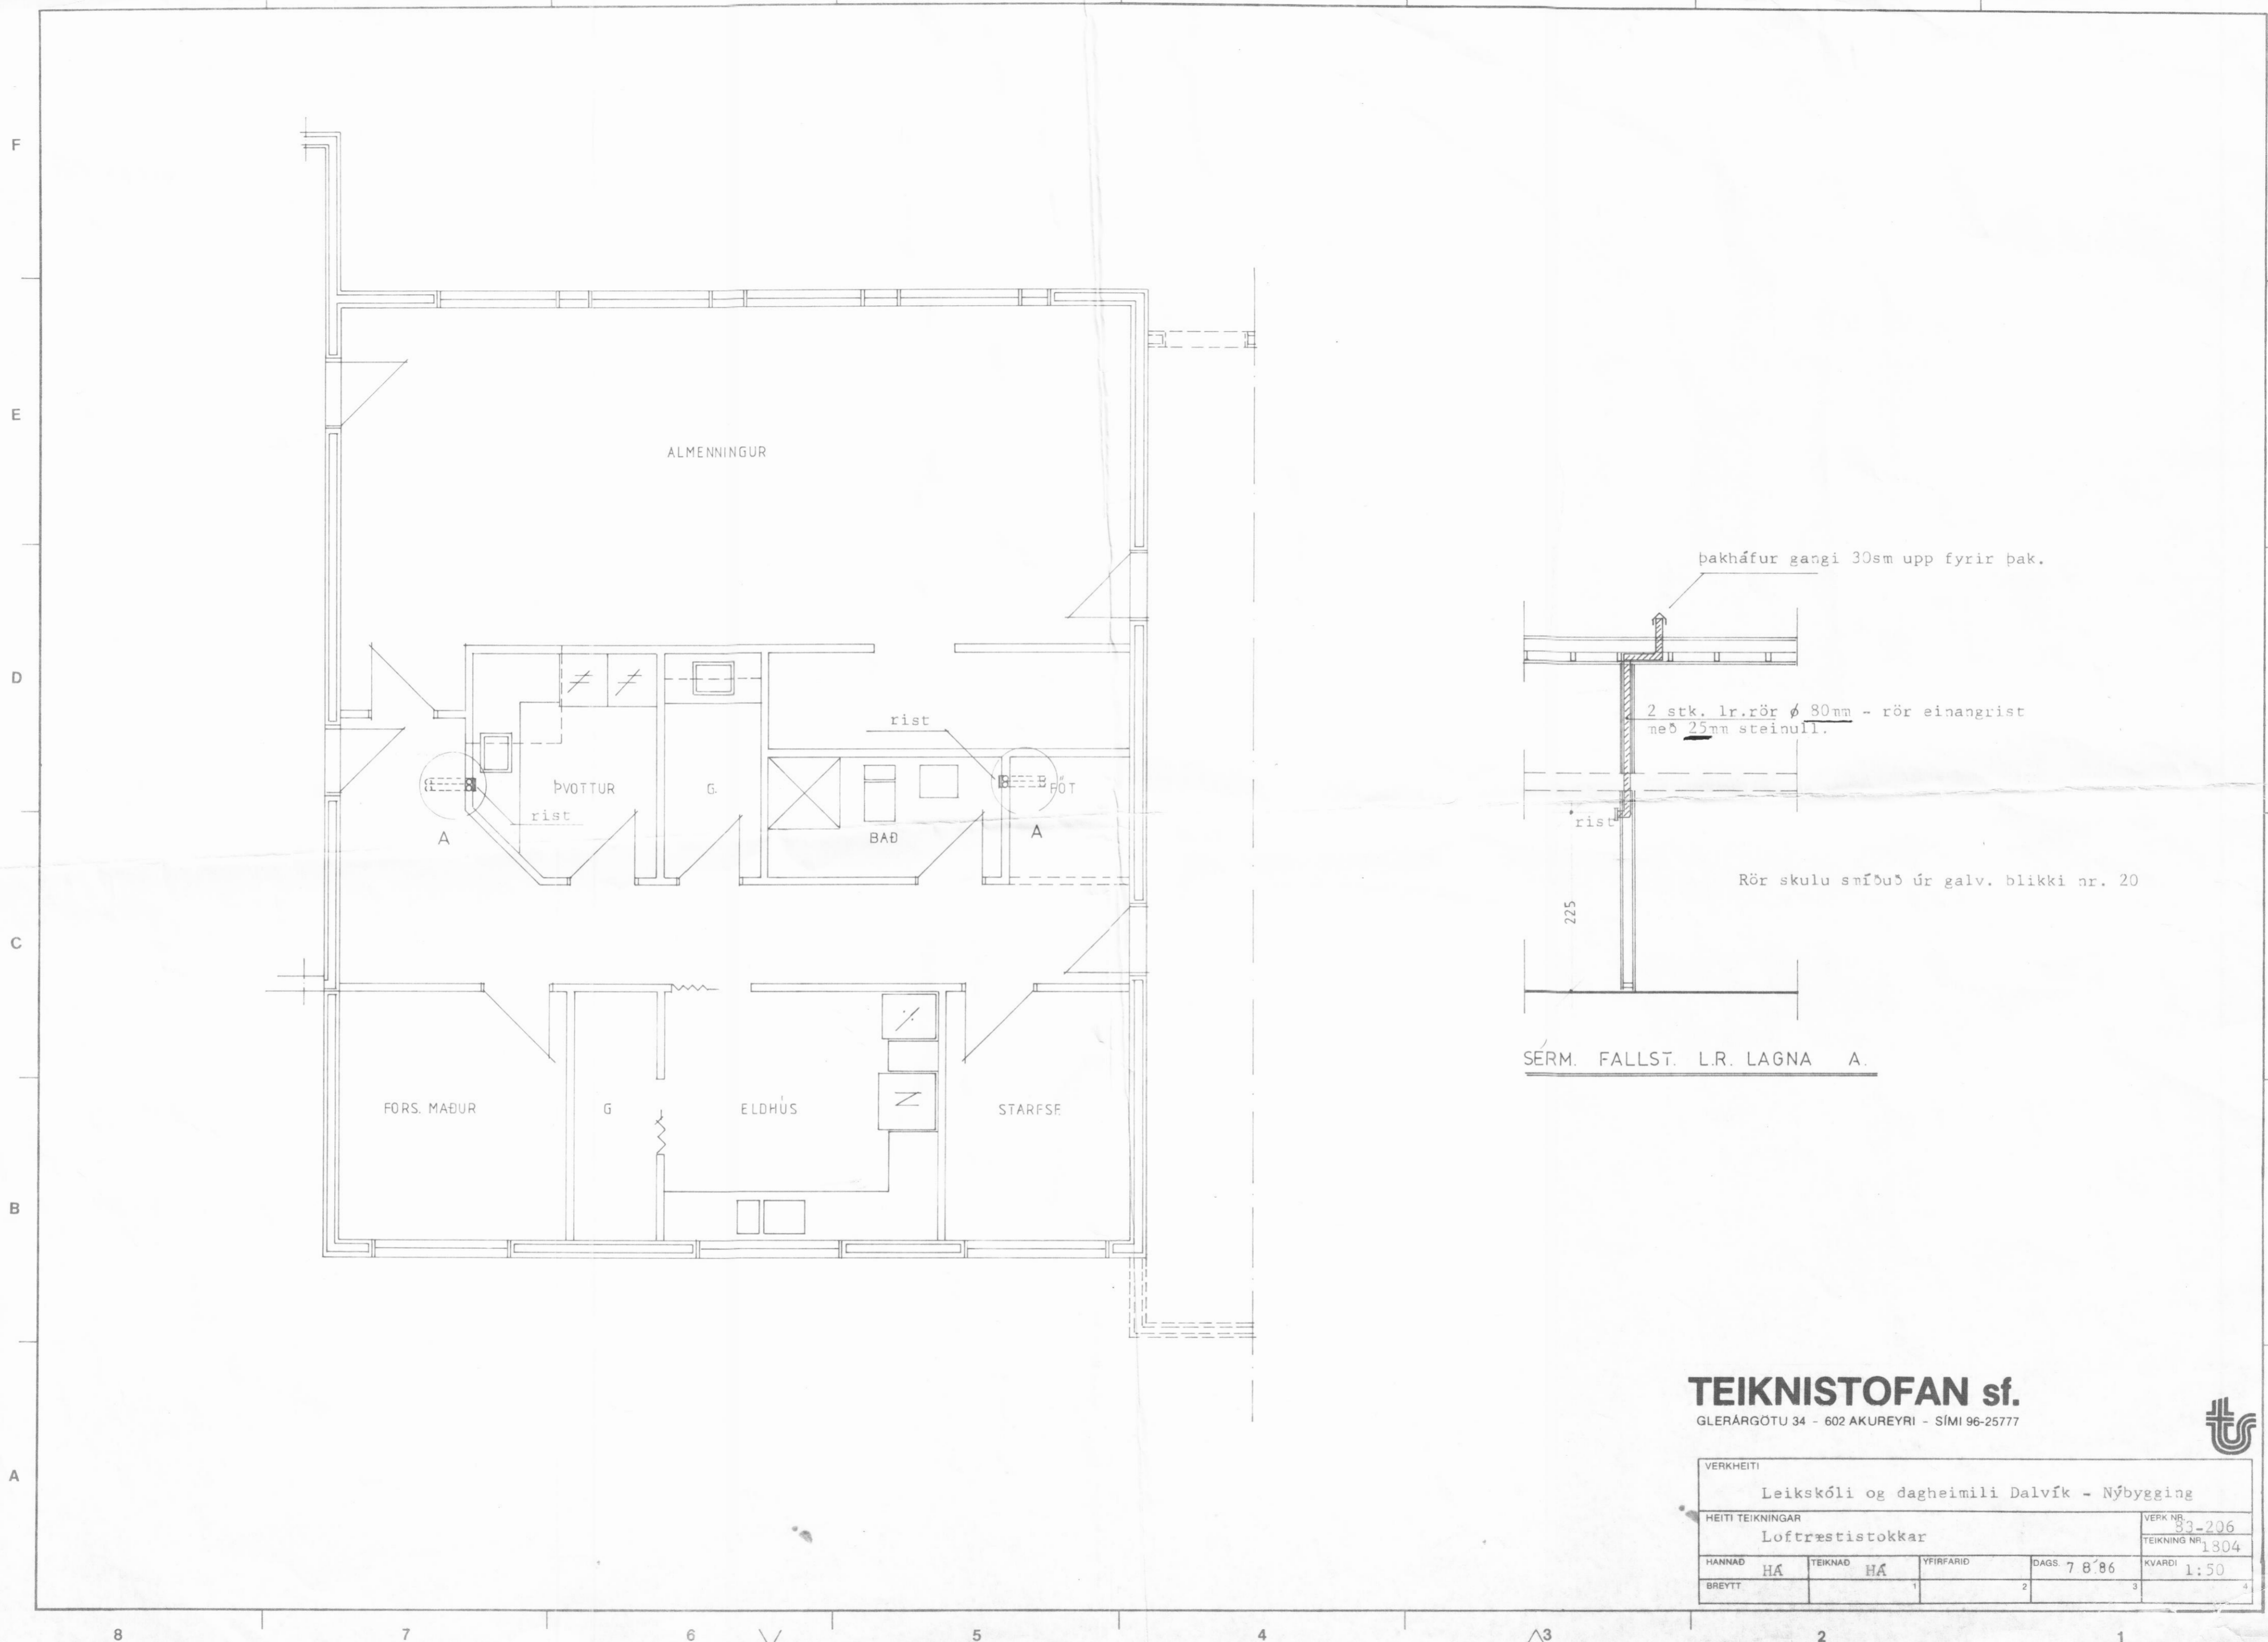 F
E
D
C
B
A
ALMENNINGUR
rist
ÞVOTTUR
G.
FÖT
rist
A
BAÐ
A
FORS. MAÐUR
G
ELDHÚS
STARFSF.
þakháfur gangi 30sm upp fyrir þak.
2 stk. lr.rör ø 80mm - rör einangrist
með 25mm steinull.
rist
Rör skulu smíðuð úr galv. blikki nr. 20
225
SÉRM. FALLST. L.R. LAGNA A.
TEIKNISTOFAN sf.
GLERÁRGÖTU 34 - 602 AKUREYRI - SÍMI 96-25777
ts
VERKHEITI
Leikskóli og dagheimili Dalvík - Nýbygging
HEITI TEIKNINGAR
Loftræstistokkar
VERK NR. 83-206
TEIKNING NR. 1804
HANNAÐ HÁ
TEIKNAÐ HÁ
YFIRFARIÐ
DAGS. 7 8.'86
KVARÐI 1:50
BREYTT
1
2
3
4
8
7
6
5
4
3
2
1